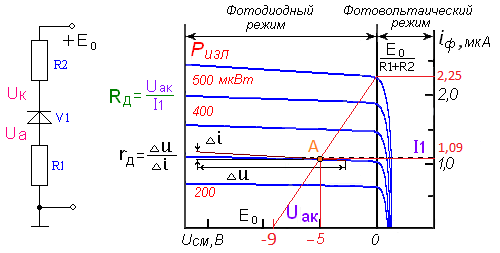 Фотодиодный режим
Фотовольтаический режим
+E0
R2
Uк
V1
Uа
R1
RД=Uак/I1
rД=Δu/Δi
Pизл
500 мкВт
400
200
E0
R1+R2
iф, мкА
2,25
2,0
I1
1,09
1,0
A
Δi
Δu
E0
Uак
Uсм,В
-9
-5
0